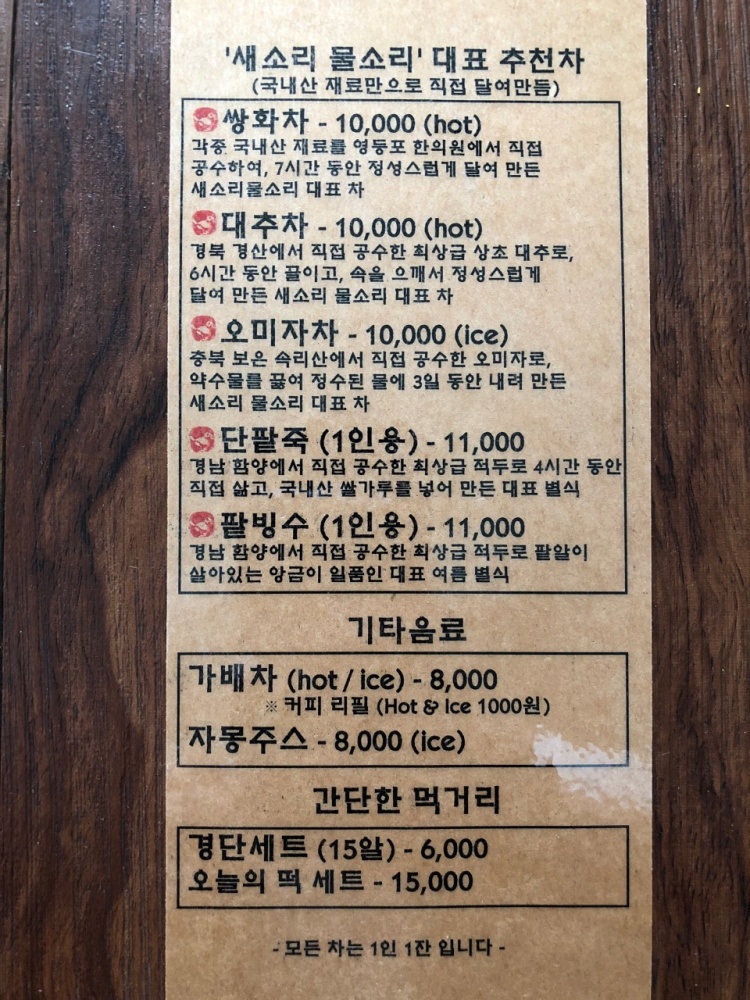 '새소리 물소리' 대표 추천차
(국내산 재료만으로 직접 달여만듬)
쌍화차 - 10,000 (hot)
각종 국내산 재료를 영등포 한의원에서 직접
공수하여, 7시간 동안 정성스럽게 달여 만든
새소리물소리 대표 차
대추차 - 10,000 (hot)
경북 경산에서 직접 공수한 최상급 상초 대추로,
6시간 동안 끓이고, 속을 으깨서 정성스럽게
달여 만든 새소리 물소리 대표 차
오미자차 - 10,000 (ice)
충북 보은 속리산에서 직접 공수한 오미자로,
약수물를 끓여 정수된 물에 3일 동안 내려 만든
새소리 물소리 대표 차
단팥죽 (1인용) - 11,000
경남 함양에서 직접 공수한 최상급 적두로 4시간 동안
직접 삶고, 국내산 쌀가루를 넣어 만든 대표 별식
팥빙수 (1인용) - 11,000
경남 함양에서 직접 공수한 최상급 적두로 팥알이
살아있는 앙금이 일품인 대표 여름 별식
기타음료
가배차 (hot / ice) - 8,000
※ 커피 리필 (Hot & Ice 1000원)
자몽주스 - 8,000 (ice)
간단한 먹거리
경단세트 (15알) - 6,000
오늘의 떡 세트 - 15,000
- 모든 차는 1인 1잔 입니다 -